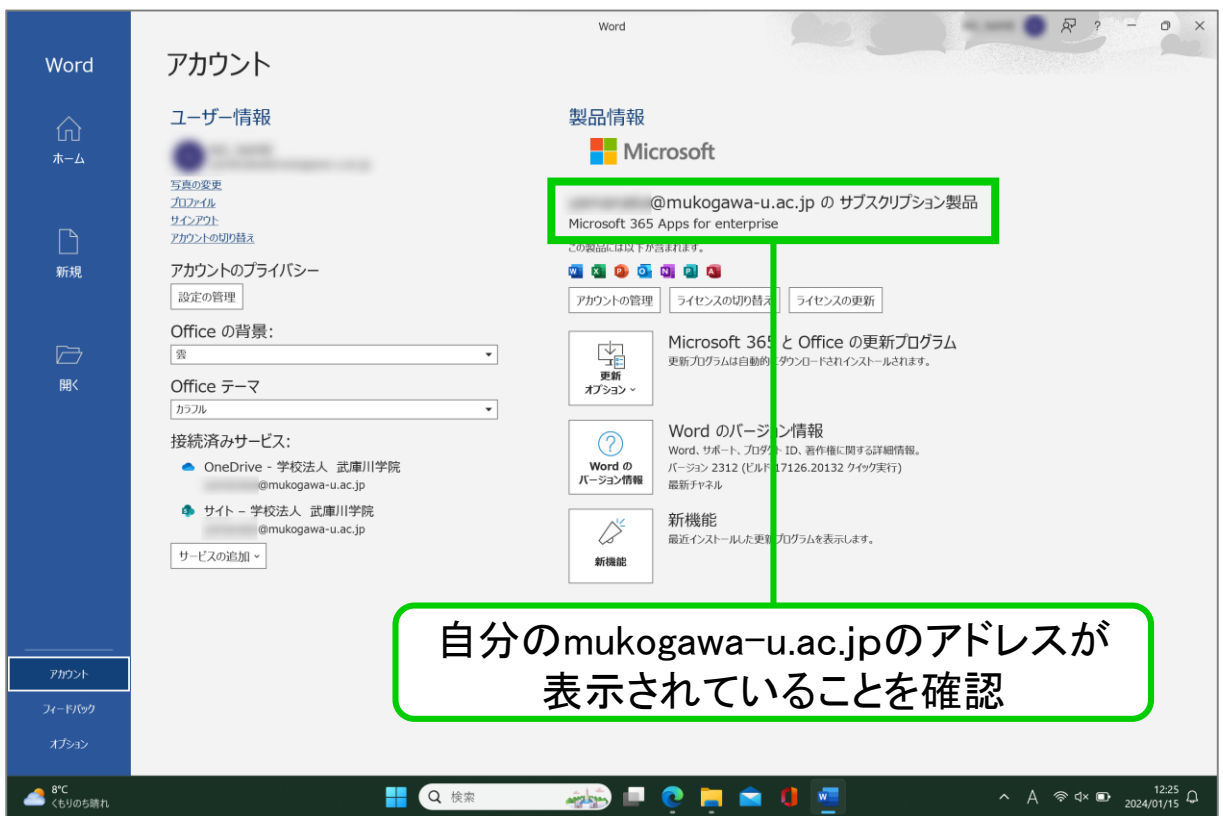 Word
Word
アカウント
ホーム
新規
開く
アカウント
フィードバック
オプション
ユーザー情報
写真の変更
プロファイル
サインアウト
アカウントの切り替え
アカウントのプライバシー
設定の管理
Office の背景:
雲
Office テーマ
カラフル
接続済みサービス:
OneDrive - 学校法人 武庫川学院
@mukogawa-u.ac.jp
サイト – 学校法人 武庫川学院
@mukogawa-u.ac.jp
サービスの追加
製品情報
Microsoft
@mukogawa-u.ac.jp の サブスクリプション製品
Microsoft 365 Apps for enterprise
この製品には以下が含まれます。
アカウントの管理 ライセンスの切り替え ライセンスの更新
更新
オプション
Microsoft 365 と Office の更新プログラム
更新プログラムは自動的にダウンロードされインストールされます。
Word の
バージョン情報
Word のバージョン情報
Word、サポート、プロダクト ID、著作権に関する詳細情報。
バージョン 2312 (ビルド 17126.20132 クイック実行)
最新チャネル
新機能
新機能
最近インストールした更新プログラムを表示します。
自分のmukogawa-u.ac.jpのアドレスが
表示されていることを確認
8°C
くもりのち晴れ
検索
A
12:25
2024/01/15